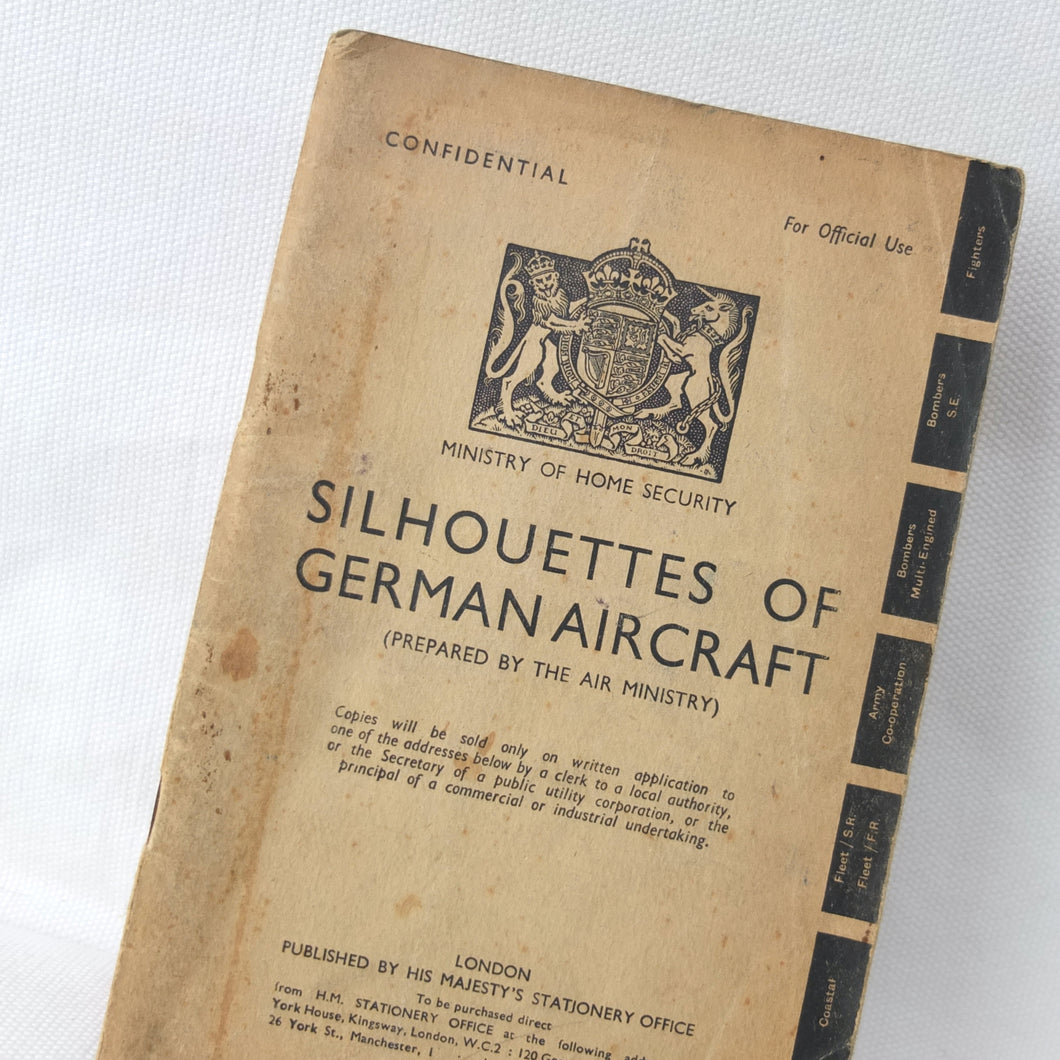 CONFIDENTIAL
For Official Use
DIEU ET MON DROIT
MINISTRY OF HOME SECURITY
SILHOUETTES OF
GERMAN AIRCRAFT
(PREPARED BY THE AIR MINISTRY)
Copies will be sold only on written application to
one of the addresses below by a clerk to a local authority,
or the Secretary of a public utility corporation, or the
principal of a commercial or industrial undertaking.
LONDON
PUBLISHED BY HIS MAJESTY'S STATIONERY OFFICE
To be purchased direct
from H.M. STATIONERY OFFICE at the following
York House, Kingsway, London, W.C.2 : 120
26 York St., Manchester,
Fighters
Bombers
S.E.
Bombers
Multi-Engined
Army
Co-operation
Fleet / S.R.
Fleet / F.R.
Coastal